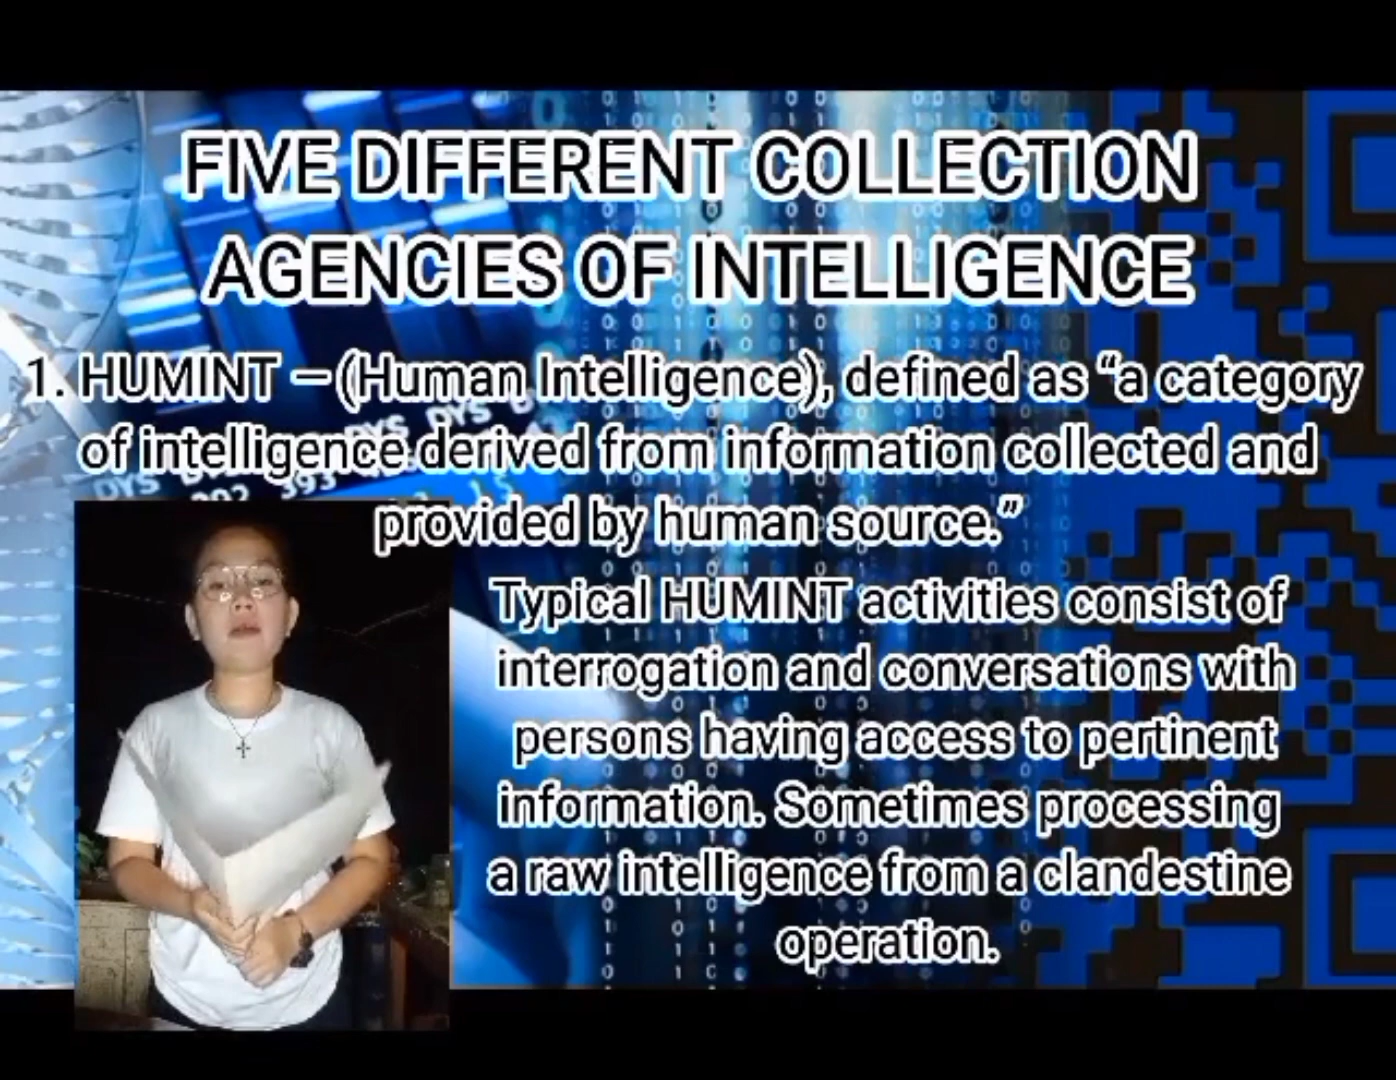 FIVE DIFFERENT COLLECTION
AGENCIES OF INTELLIGENCE
1. HUMINT – (Human Intelligence), defined as “a category
of intelligence derived from information collected and
provided by human source.”
Typical HUMINT activities consist of
interrogation and conversations with
persons having access to pertinent
information. Sometimes processing
a raw intelligence from a clandestine
operation.